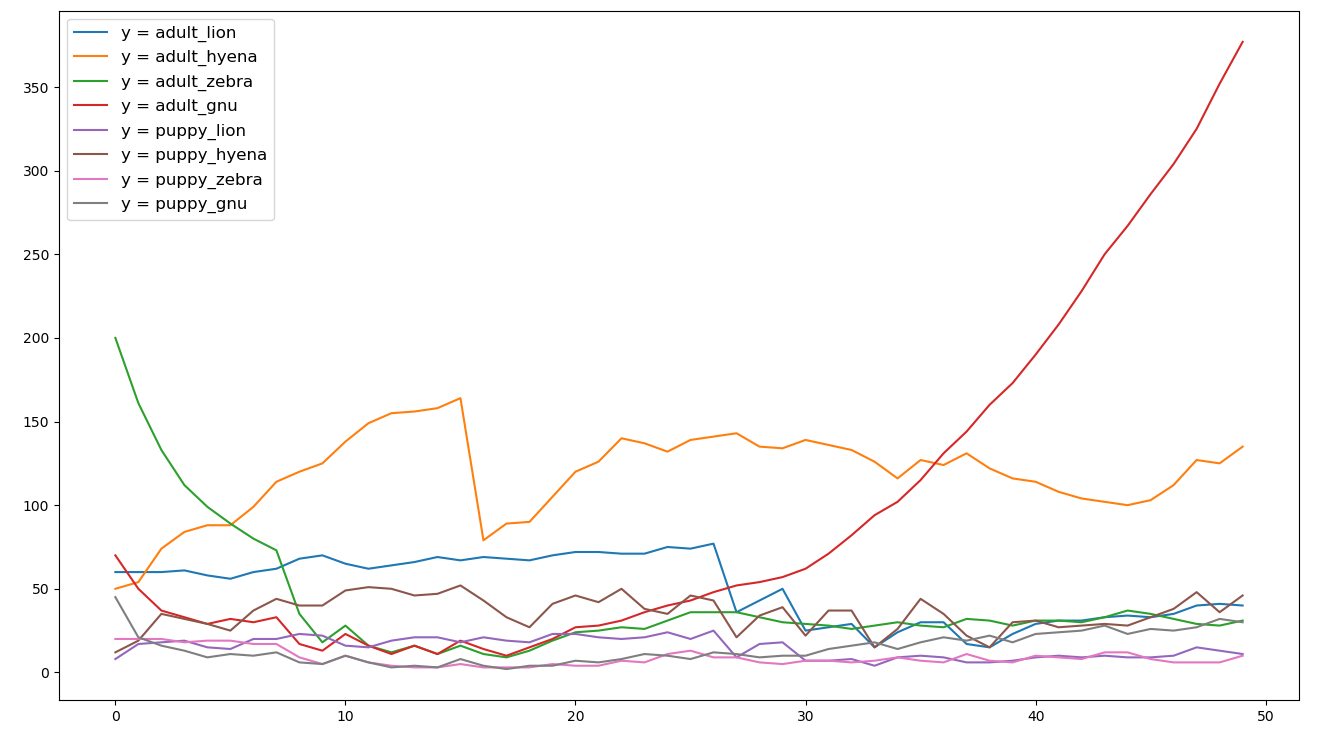 y = adult_lion
y = adult_hyena
y = adult_zebra
y = adult_gnu
y = puppy_lion
y = puppy_hyena
y = puppy_zebra
y = puppy_gnu
350
300
250
200
150
100
50
0
0 10 20 30 40 50